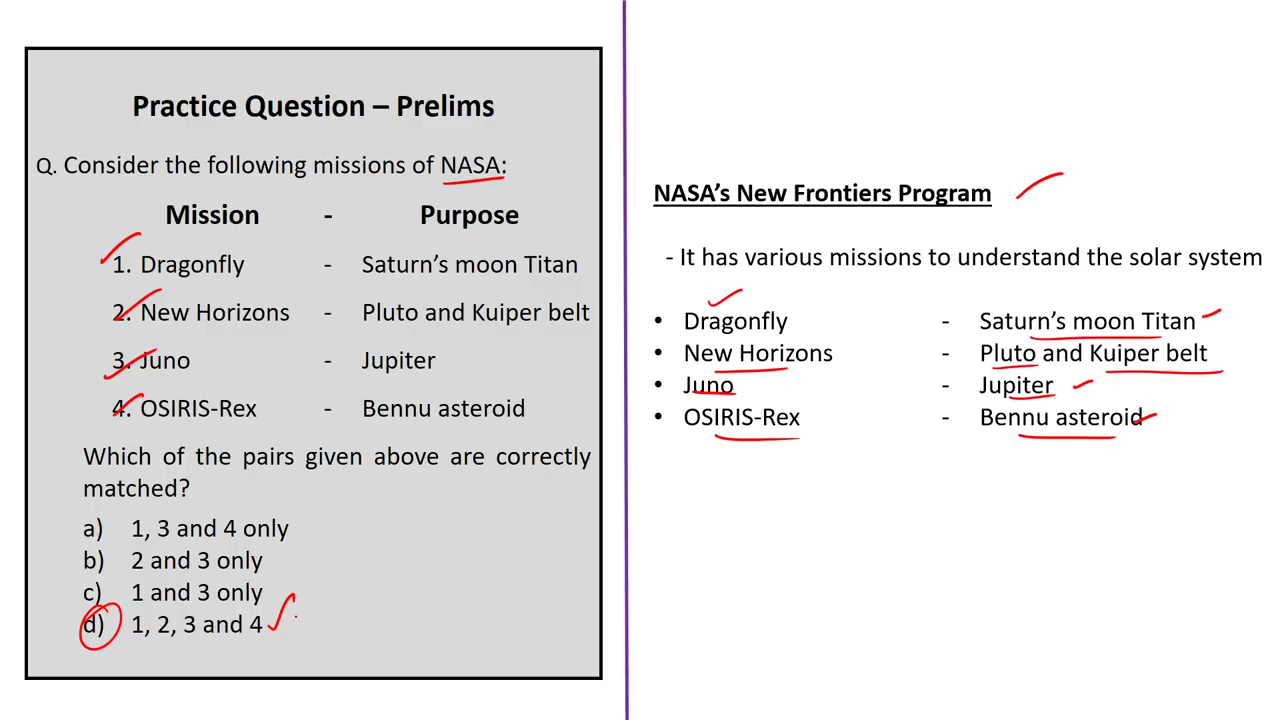 Practice Question – Prelims
Q. Consider the following missions of NASA:
Mission - Purpose
1. Dragonfly - Saturn's moon Titan
2. New Horizons - Pluto and Kuiper belt
3. Juno - Jupiter
4. OSIRIS-Rex - Bennu asteroid
Which of the pairs given above are correctly
matched?
a) 1, 3 and 4 only
b) 2 and 3 only
c) 1 and 3 only
d) 1, 2, 3 and 4
NASA's New Frontiers Program
- It has various missions to understand the solar system
• Dragonfly - Saturn's moon Titan
• New Horizons - Pluto and Kuiper belt
• Juno - Jupiter
• OSIRIS-Rex - Bennu asteroid